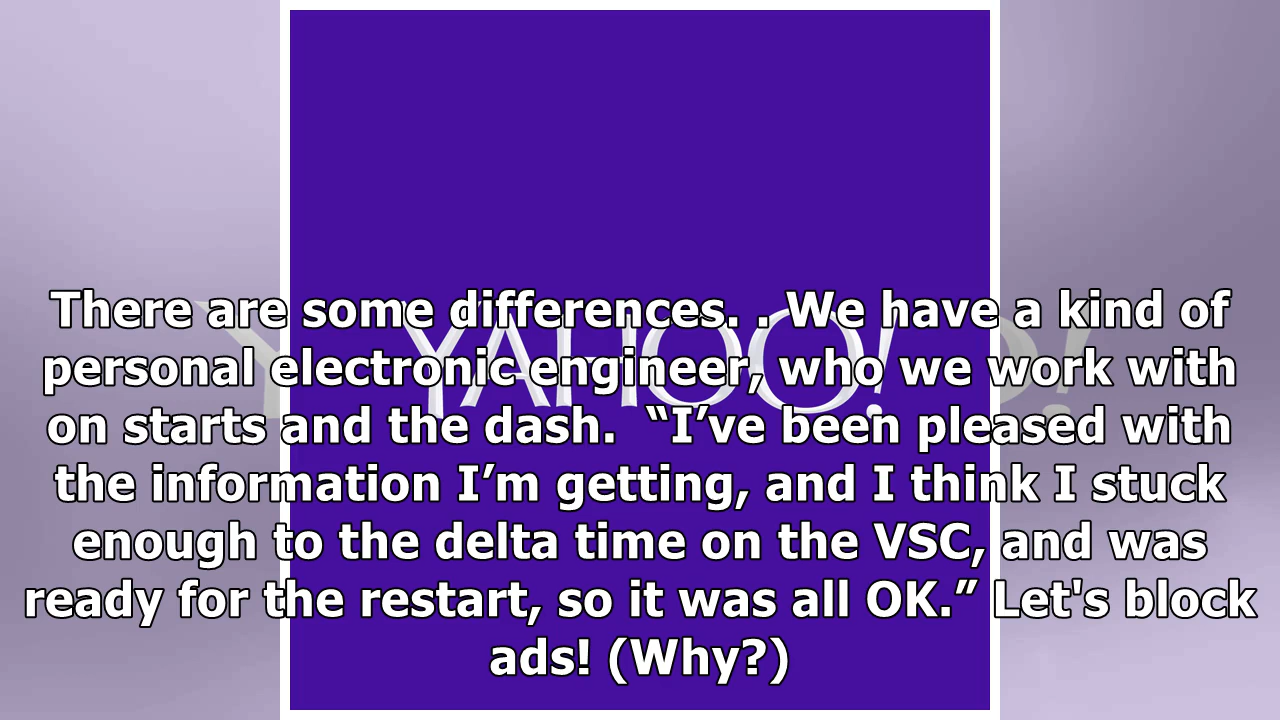 There are some differences. . We have a kind of
personal electronic engineer, who we work with
on starts and the dash.  “I’ve been pleased with
the information I’m getting, and I think I stuck
enough to the delta time on the VSC, and was
ready for the restart, so it was all OK.” Let's block
ads! (Why?)
YAHOO!